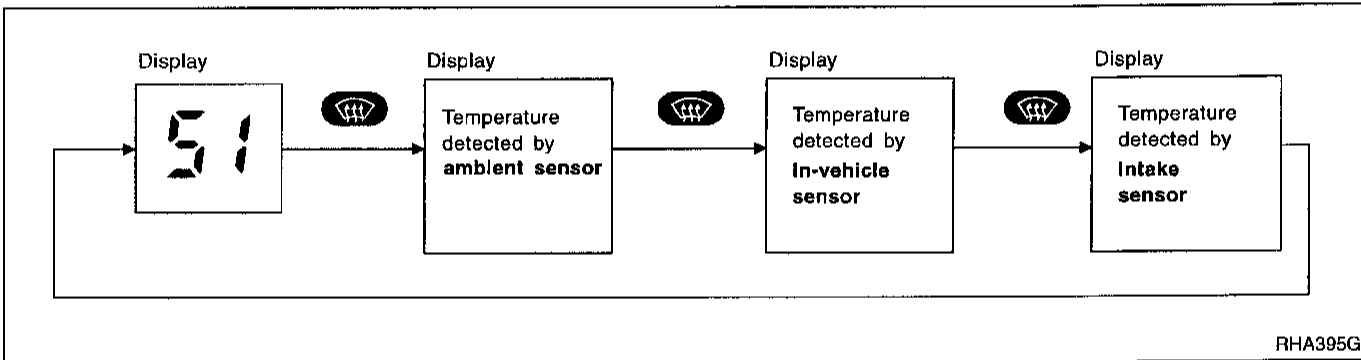 Display
51
Display
Temperature
detected by
ambient sensor
Display
Temperature
detected by
In-vehicle
sensor
Display
Temperature
detected by
Intake
sensor
RHA395G